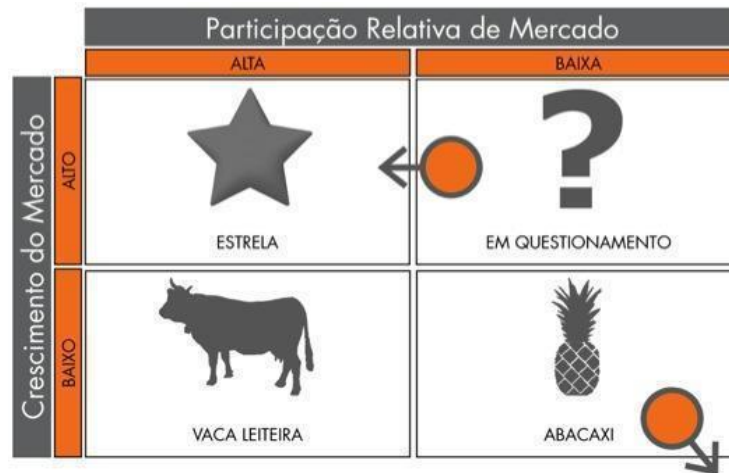 Participação Relativa de Mercado
ALTA
BAIXA
Crescimento do Mercado
ALTO
ESTRELA
EM QUESTIONAMENTO
BAIXO
VACA LEITEIRA
ABACAXI